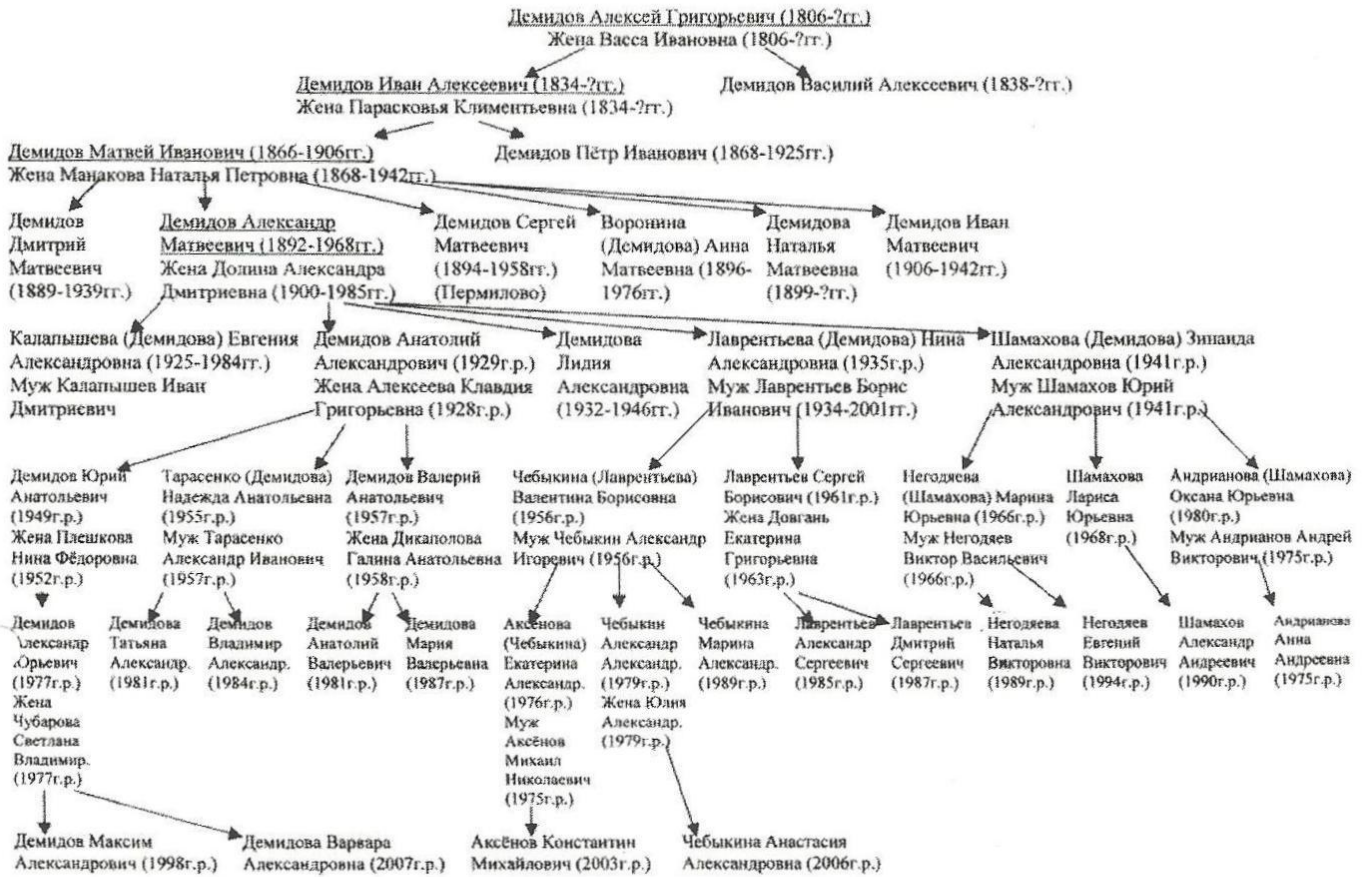 Демидов Алексей Григорьевич (1806-?гг.)
Жена Васса Ивановна (1806-?гг.)
Демидов Иван Алексеевич (1834-?гг.)
Жена Парасковья Климентьевна (1834-?гг.)
Демидов Василий Алексеевич (1838-?гг.)
Демидов Матвей Иванович (1866-1906гг.)
Жена Манакова Наталья Петровна (1868-1942гг.)
Демидов Пётр Иванович (1868-1925гг.)
Демидов
Дмитрий
Матвеевич
(1889-1939гг.)
Демидов Александр
Матвеевич (1892-1968гг.)
Жена Долина Александра
Дмитриевна (1900-1985гг.)
Демидов Сергей
Матвеевич
(1894-1958гг.)
(Пермилово)
Воронина
(Демидова) Анна
Матвеевна (1896-
1976гг.)
Демидова
Наталья
Матвеевна
(1899-?гг.)
Демидов Иван
Матвеевич
(1906-1942гг.)
Калапышева (Демидова) Евгения
Александровна (1925-1984гг.)
Муж Калапышев Иван
Дмитриевич
Демидов Анатолий
Александрович (1929г.р.)
Жена Алексеева Клавдия
Григорьевна (1928г.р.)
Демидова
Лидия
Александровна
(1932-1946гг.)
Лаврентьева (Демидова) Нина
Александровна (1935г.р.)
Муж Лаврентьев Борис
Иванович (1934-2001гг.)
Шамахова (Демидова) Зинаида
Александровна (1941г.р.)
Муж Шамахов Юрий
Александрович (1941г.р.)
Демидов Юрий
Анатольевич
(1949г.р.)
Жена Плешкова
Нина Фёдоровна
(1952г.р.)
Тарасенко (Демидова)
Надежда Анатольевна
(1955г.р.)
Муж Тарасенко
Александр Иванович
(1957г.р.)
Демидов Валерий
Анатольевич
(1957г.р.)
Жена Дикаполова
Галина Анатольевна
(1958г.р.)
Чебыкина (Лаврентьева)
Валентина Борисовна
(1956г.р.)
Муж Чебыкин Александр
Игоревич (1956г.р.)
Лаврентьев Сергей
Борисович (1961г.р.)
Жена Довгань
Екатерина
Григорьевна
(1963г.р.)
Негодяева
(Шамахова) Марина
Юрьевна (1966г.р.)
Муж Негодяев
Виктор Васильевич
(1966г.р.)
Шамахова
Лариса
Юрьевна
(1968г.р.)
Андрианова (Шамахова)
Оксана Юрьевна
(1980г.р.)
Муж Андрианов Андрей
Викторович (1975г.р.)
Демидов
Александр
Юрьевич
(1977г.р.)
Жена
Чубарова
Светлана
Владимир.
(1977г.р.)
Демидова
Татьяна
Александр.
(1981г.р.)
Демидов
Владимир
Александр.
(1984г.р.)
Демидов
Анатолий
Валерьевич
(1981г.р.)
Демидова
Мария
Валерьевна
(1987г.р.)
Аксёнова
(Чебыкина)
Екатерина
Александр.
(1976г.р.)
Муж
Аксёнов
Михаил
Николаевич
(1975г.р.)
Чебыкин
Александр
Александр.
(1979г.р.)
Жена Юлия
Александр.
(1979г.р.)
Чебыкина
Марина
Александр.
(1989г.р.)
Лаврентьев
Александр
Сергеевич
(1985г.р.)
Лаврентьев
Дмитрий
Сергеевич
(1987г.р.)
Негодяева
Наталья
Викторовна
(1989г.р.)
Негодяев
Евгений
Викторович
(1994г.р.)
Шамахов
Александр
Андреевич
(1990г.р.)
Андрианова
Анна
Андреевна
(1975г.р.)
Демидов Максим
Александрович (1998г.р.)
Демидова Варвара
Александровна (2007г.р.)
Аксёнов Константин
Михайлович (2003г.р.)
Чебыкина Анастасия
Александровна (2006г.р.)